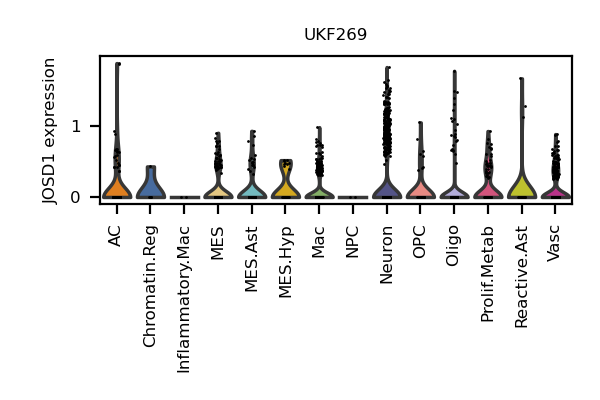 UKF269
JOSD1 expression
1
0
AC
Chromatin.Reg
Inflammatory.Mac
MES
MES.Ast
MES.Hyp
Mac
NPC
Neuron
OPC
Oligo
Prolif.Metab
Reactive.Ast
Vasc